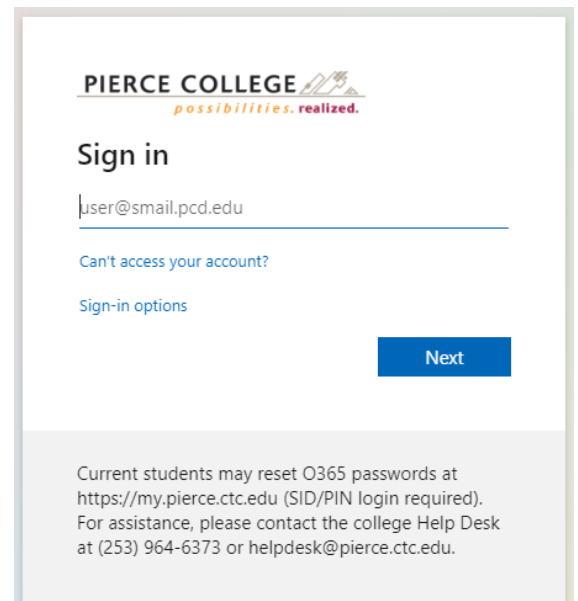 PIERCE COLLEGE
possibilities. realized.
Sign in
user@smail.pcd.edu
Can't access your account?
Sign-in options
Next
Current students may reset O365 passwords at
https://my.pierce.ctc.edu (SID/PIN login required).
For assistance, please contact the college Help Desk
at (253) 964-6373 or helpdesk@pierce.ctc.edu.